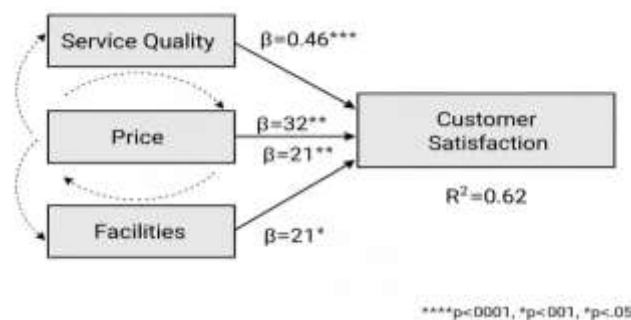 Service Quality
β=0.46***
Price
β=32**
β=21**
Customer
Satisfaction
R²=0.62
Facilities
β=21*
****p<0001, *p<001, *p<.05